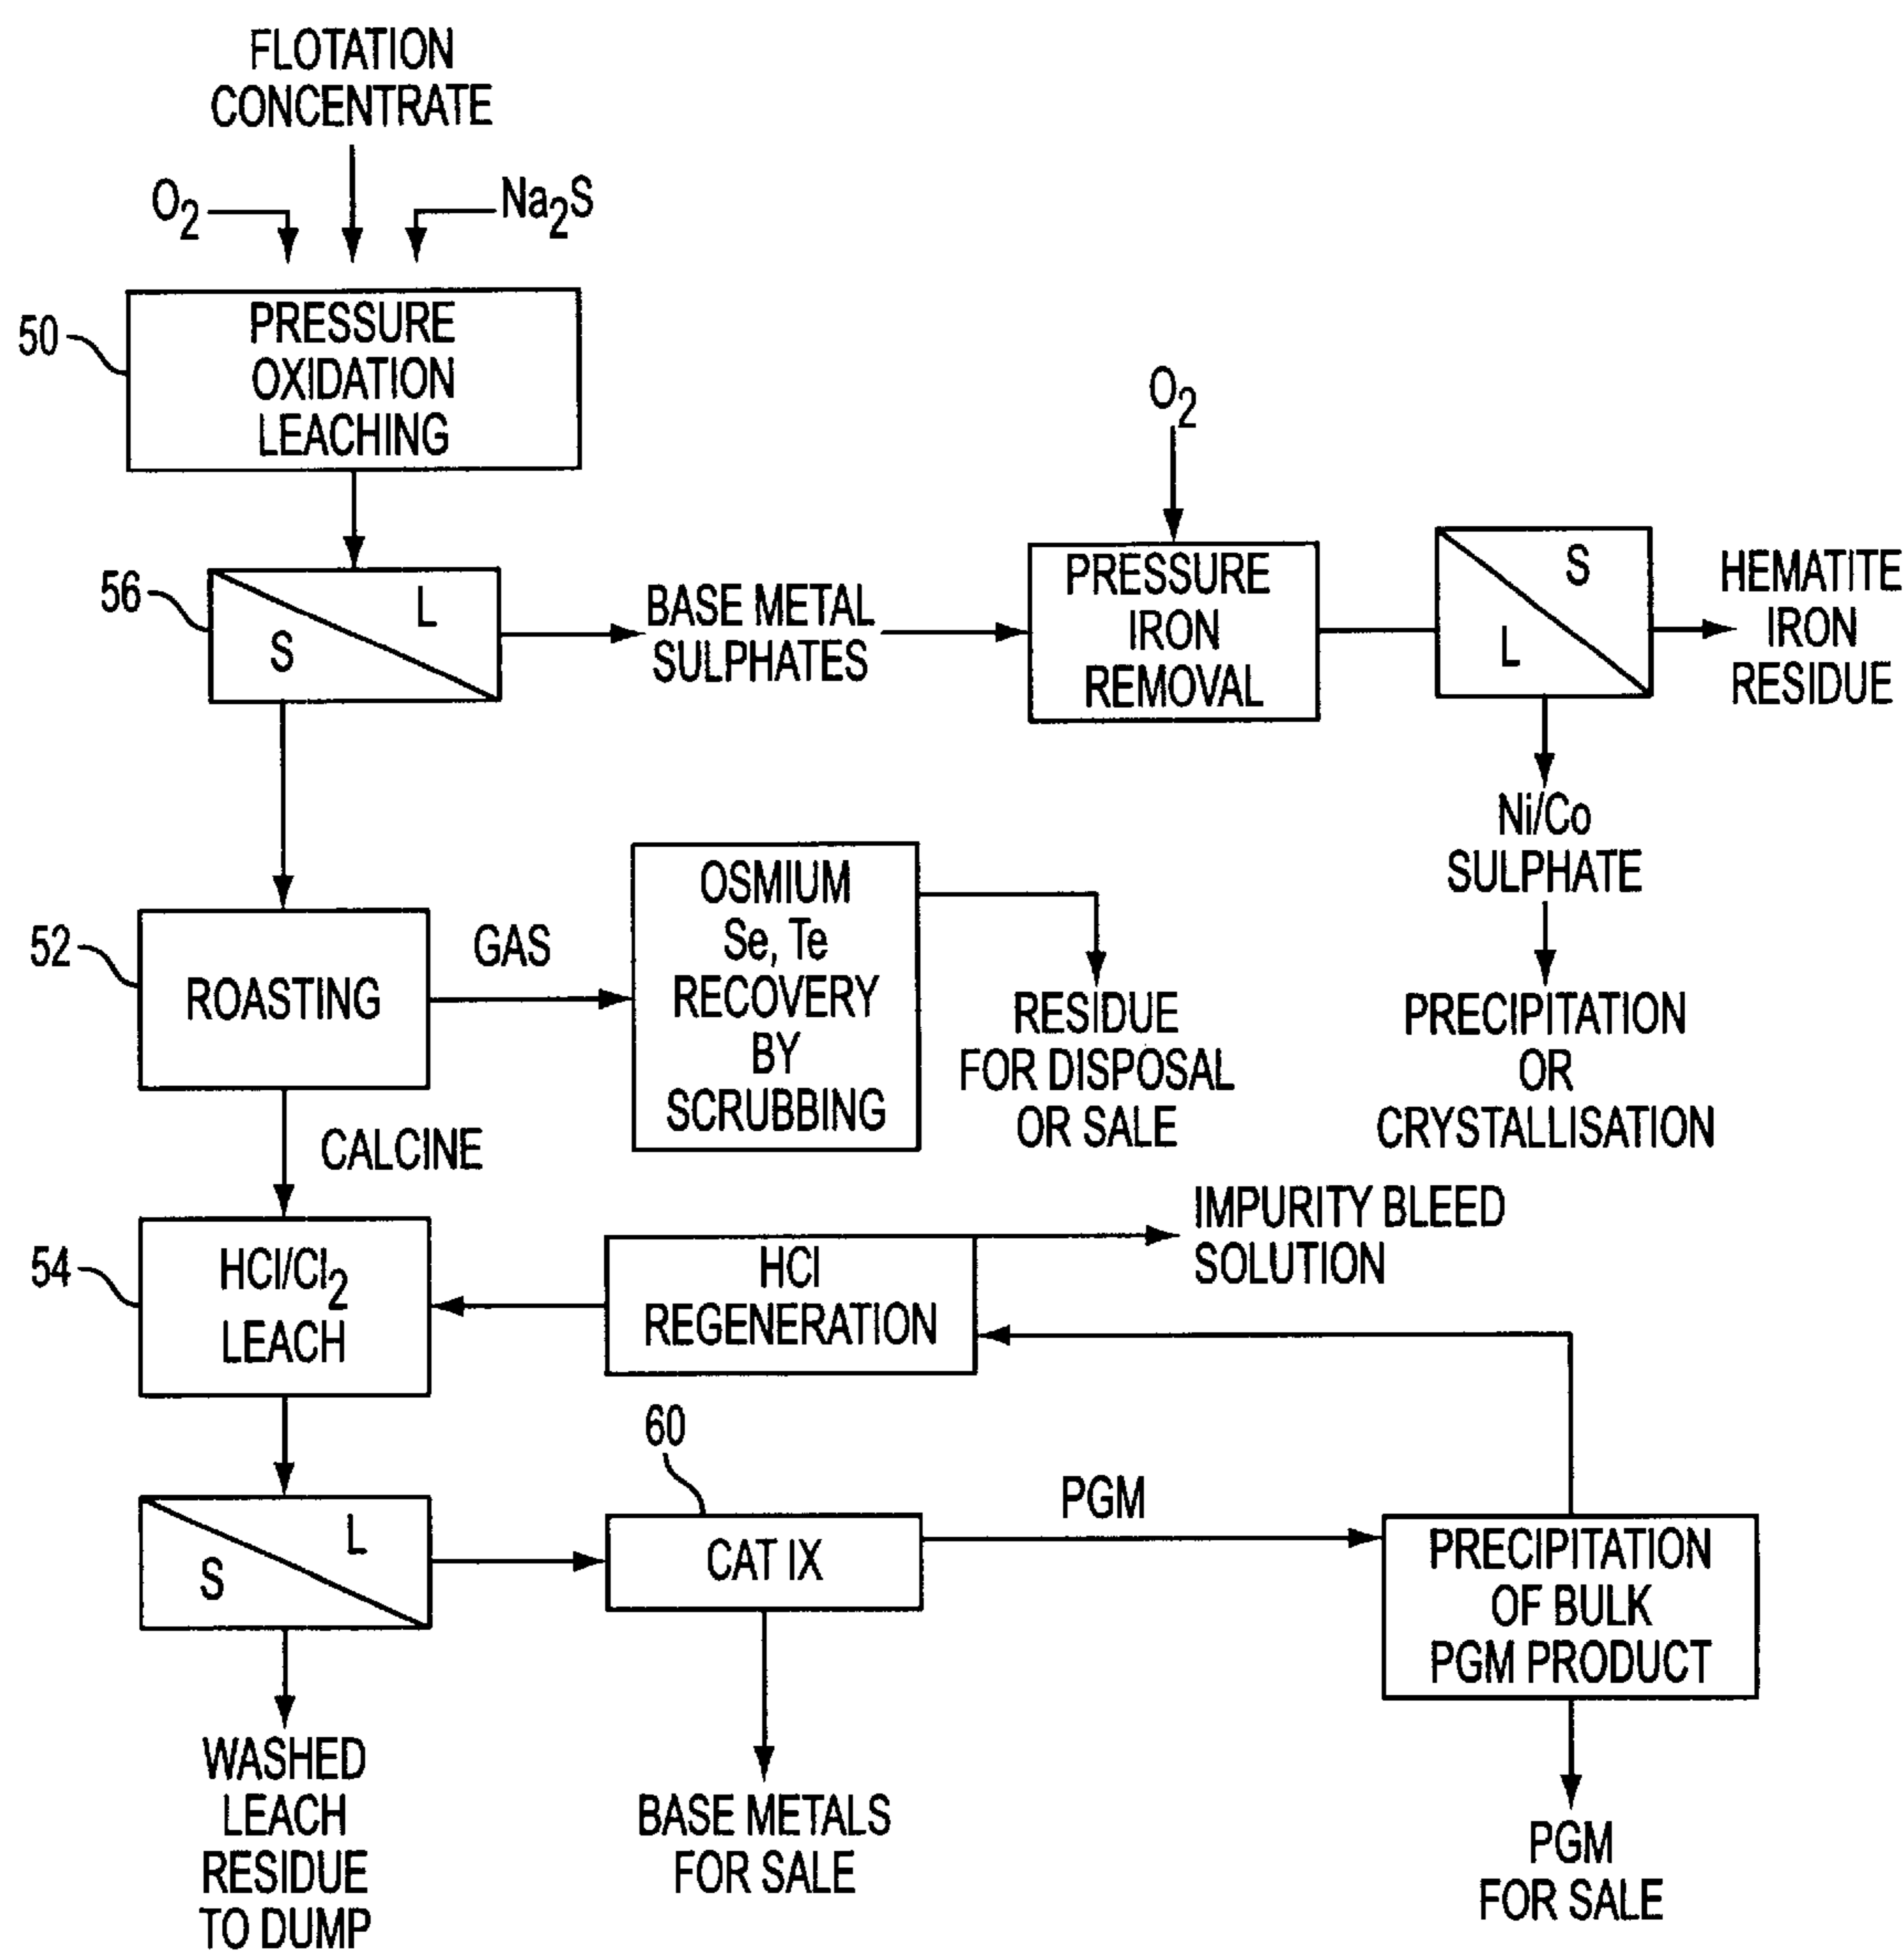 FLOTATION
CONCENTRATE
O2
Na2S
50
PRESSURE
OXIDATION
LEACHING
O2
56
L
S
BASE METAL
SULPHATES
PRESSURE
IRON
REMOVAL
S
L
HEMATITE
IRON
RESIDUE
Ni/Co
SULPHATE
PRECIPITATION
OR
CRYSTALLISATION
52
ROASTING
GAS
OSMIUM
Se, Te
RECOVERY
BY
SCRUBBING
RESIDUE
FOR DISPOSAL
OR SALE
CALCINE
54
HCl/Cl2
LEACH
HCl
REGENERATION
IMPURITY BLEED
SOLUTION
L
S
60
CAT IX
PGM
PRECIPITATION
OF BULK
PGM PRODUCT
WASHED
LEACH
RESIDUE
TO DUMP
BASE METALS
FOR SALE
PGM
FOR SALE